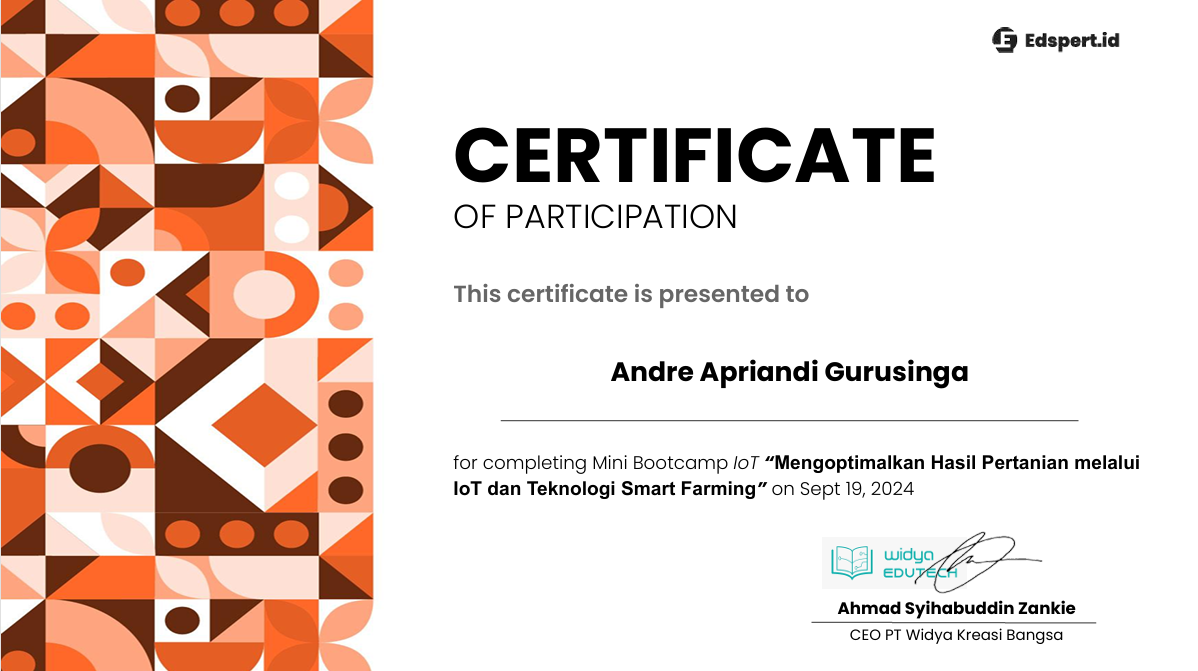 Edspert.id
CERTIFICATE
OF PARTICIPATION
This certificate is presented to
Andre Apriandi Gurusinga
for completing Mini Bootcamp IoT “Mengoptimalkan Hasil Pertanian melalui
IoT dan Teknologi Smart Farming” on Sept 19, 2024
widya
EDUTECH
Ahmad Syihabuddin Zankie
CEO PT Widya Kreasi Bangsa